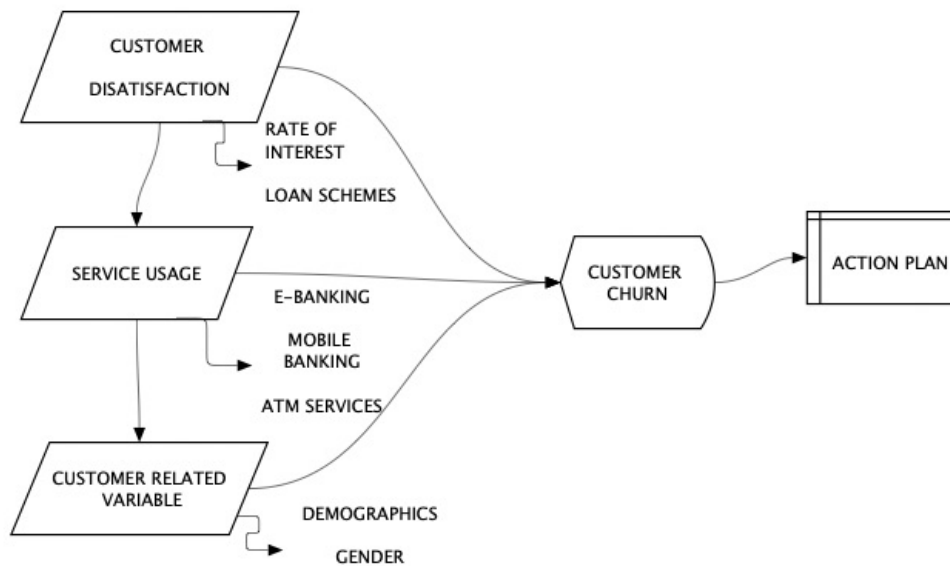 CUSTOMER
DISATISFACTION
RATE OF
INTEREST
LOAN SCHEMES
SERVICE USAGE
E-BANKING
MOBILE
BANKING
ATM SERVICES
CUSTOMER RELATED
VARIABLE
DEMOGRAPHICS
GENDER
CUSTOMER
CHURN
ACTION PLAN